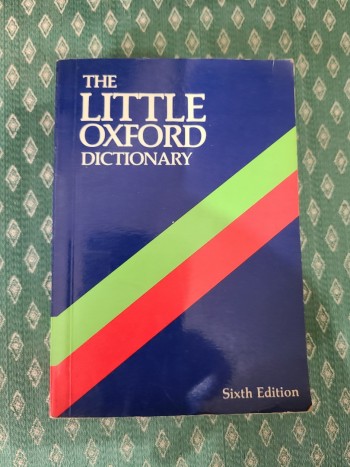 THE
LITTLE
OXFORD
DICTIONARY
Sixth Edition